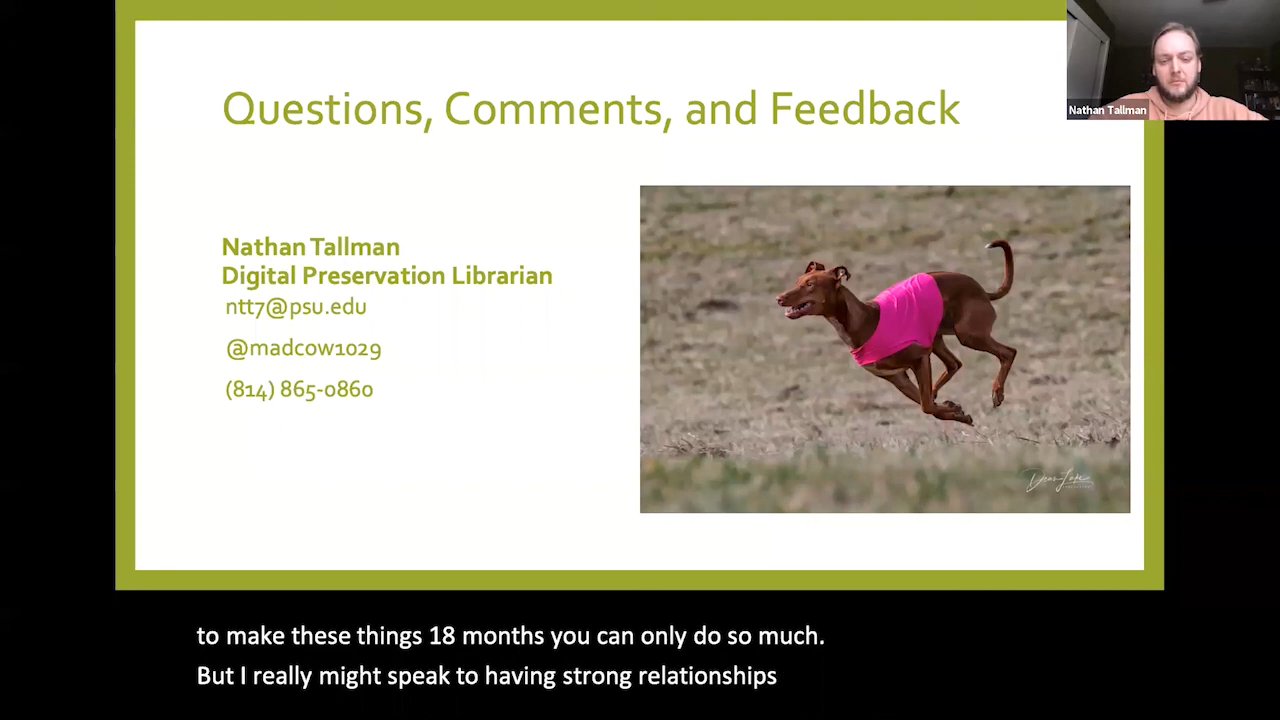 Questions, Comments, and Feedback
Nathan Tallman
Nathan Tallman
Digital Preservation Librarian
ntt7@psu.edu
@madcow1029
(814) 865-0860
to make these things 18 months you can only do so much.
But I really might speak to having strong relationships